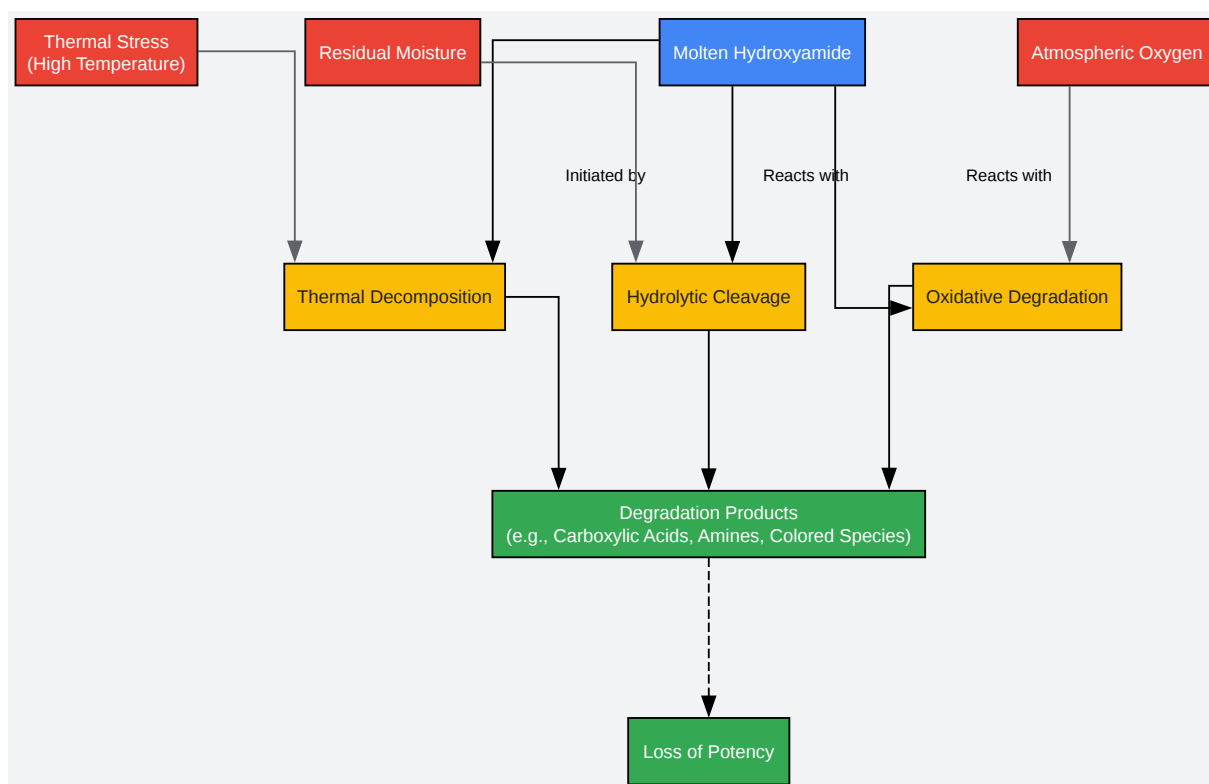 Thermal Stress
(High Temperature)
Residual Moisture
Molten Hydroxyamide
Atmospheric Oxygen
Initiated by
Reacts with
Reacts with
Thermal Decomposition
Hydrolytic Cleavage
Oxidative Degradation
Degradation Products
(e.g., Carboxylic Acids, Amines, Colored Species)
Loss of Potency